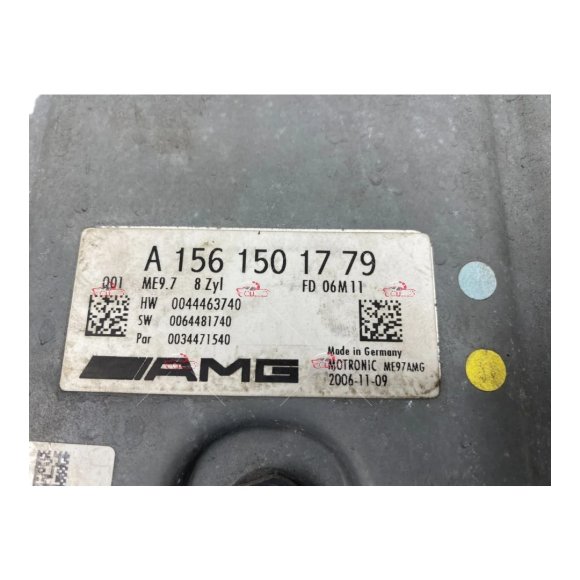 A 156 150 17 79
Q01 ME9.7 8 Zyl FD 06M11
HW 0044463740
SW 0064481740
Par 0034471540
Made in Germany
AMG MOTRONIC ME97AMG
2006-11-09